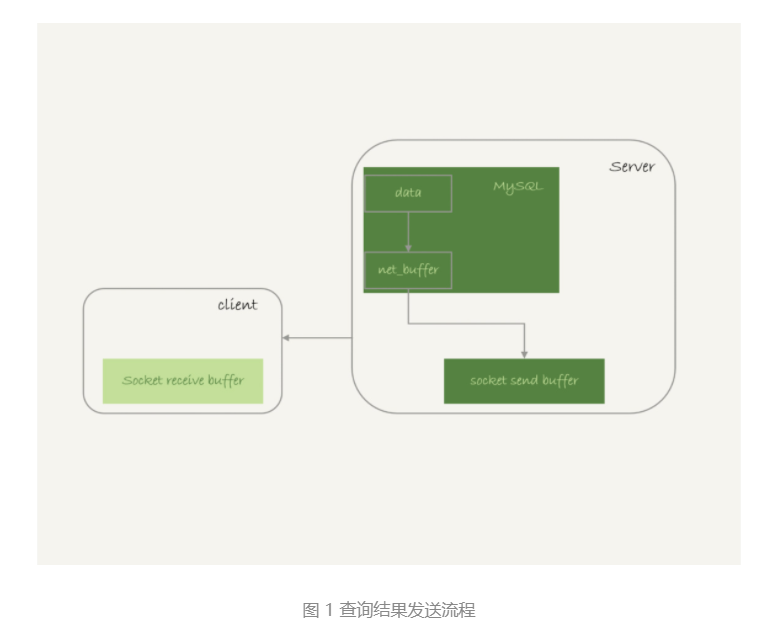 Server
MySQL
data
net_buffer
client
Socket receive buffer
socket send buffer
图 1 查询结果发送流程